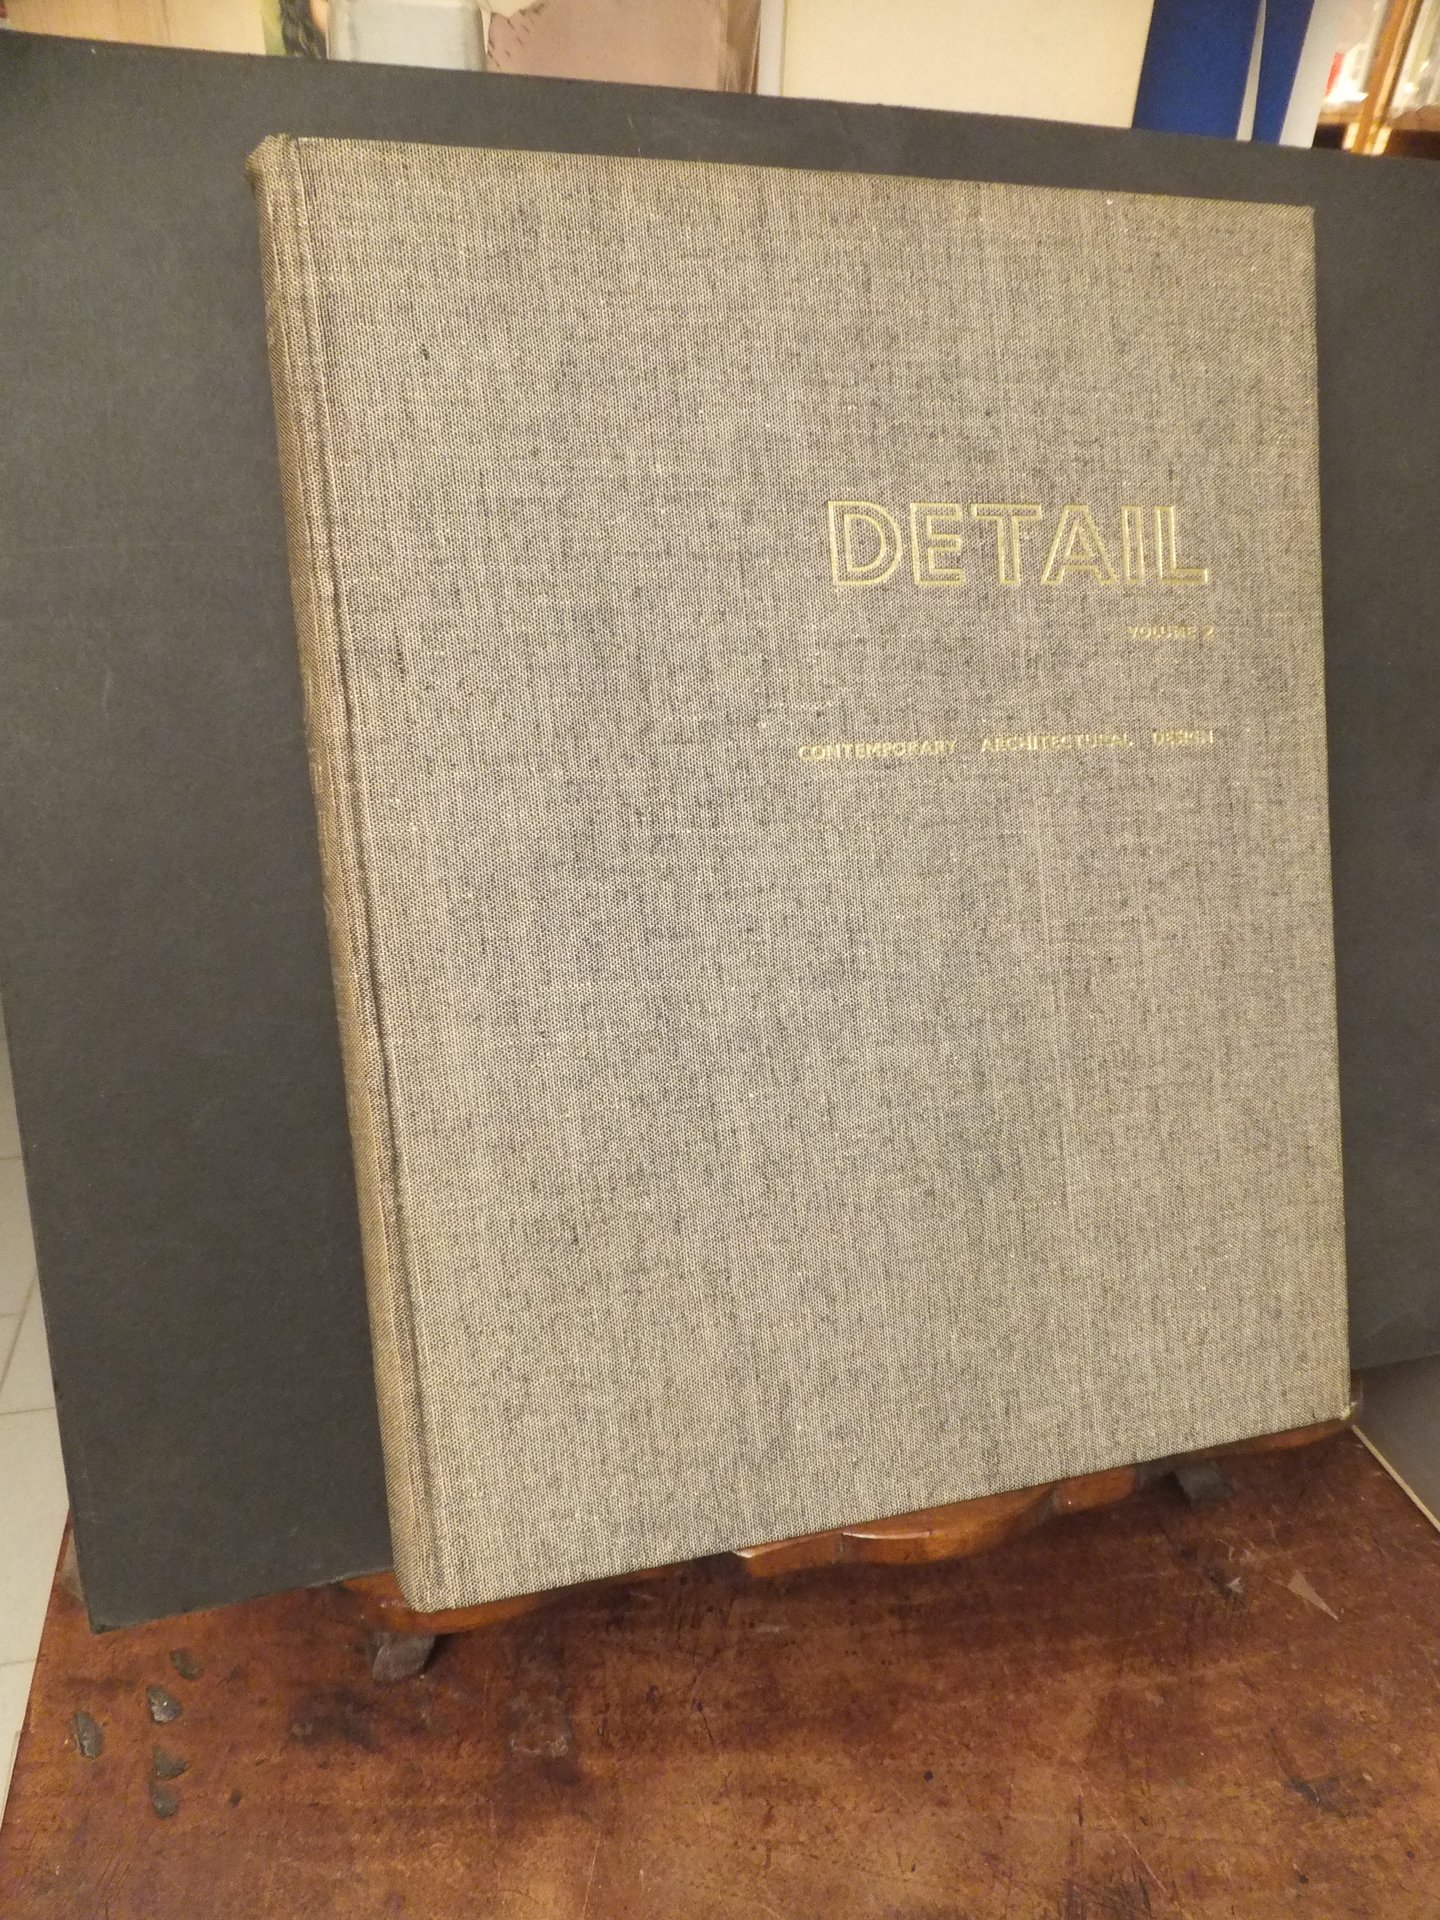 DETAIL
VOLUME 2
CONTEMPORARY ARCHITECTURAL DESIGN